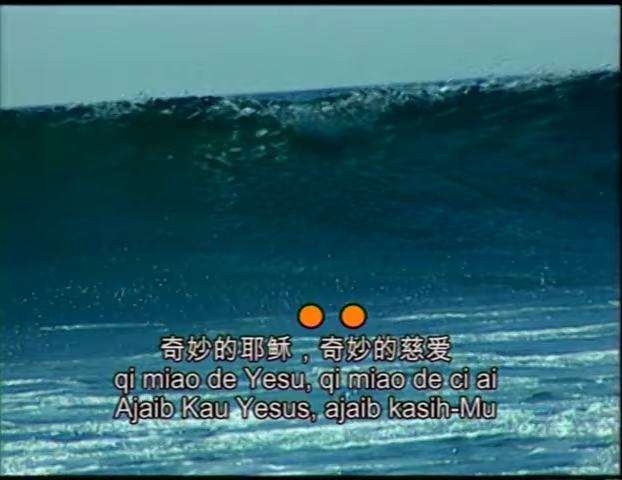 奇妙的耶稣，奇妙的慈爱
qi miao de Yesu, qi miao de ci ai
Ajaib Kau Yesus, ajaib kasih-Mu